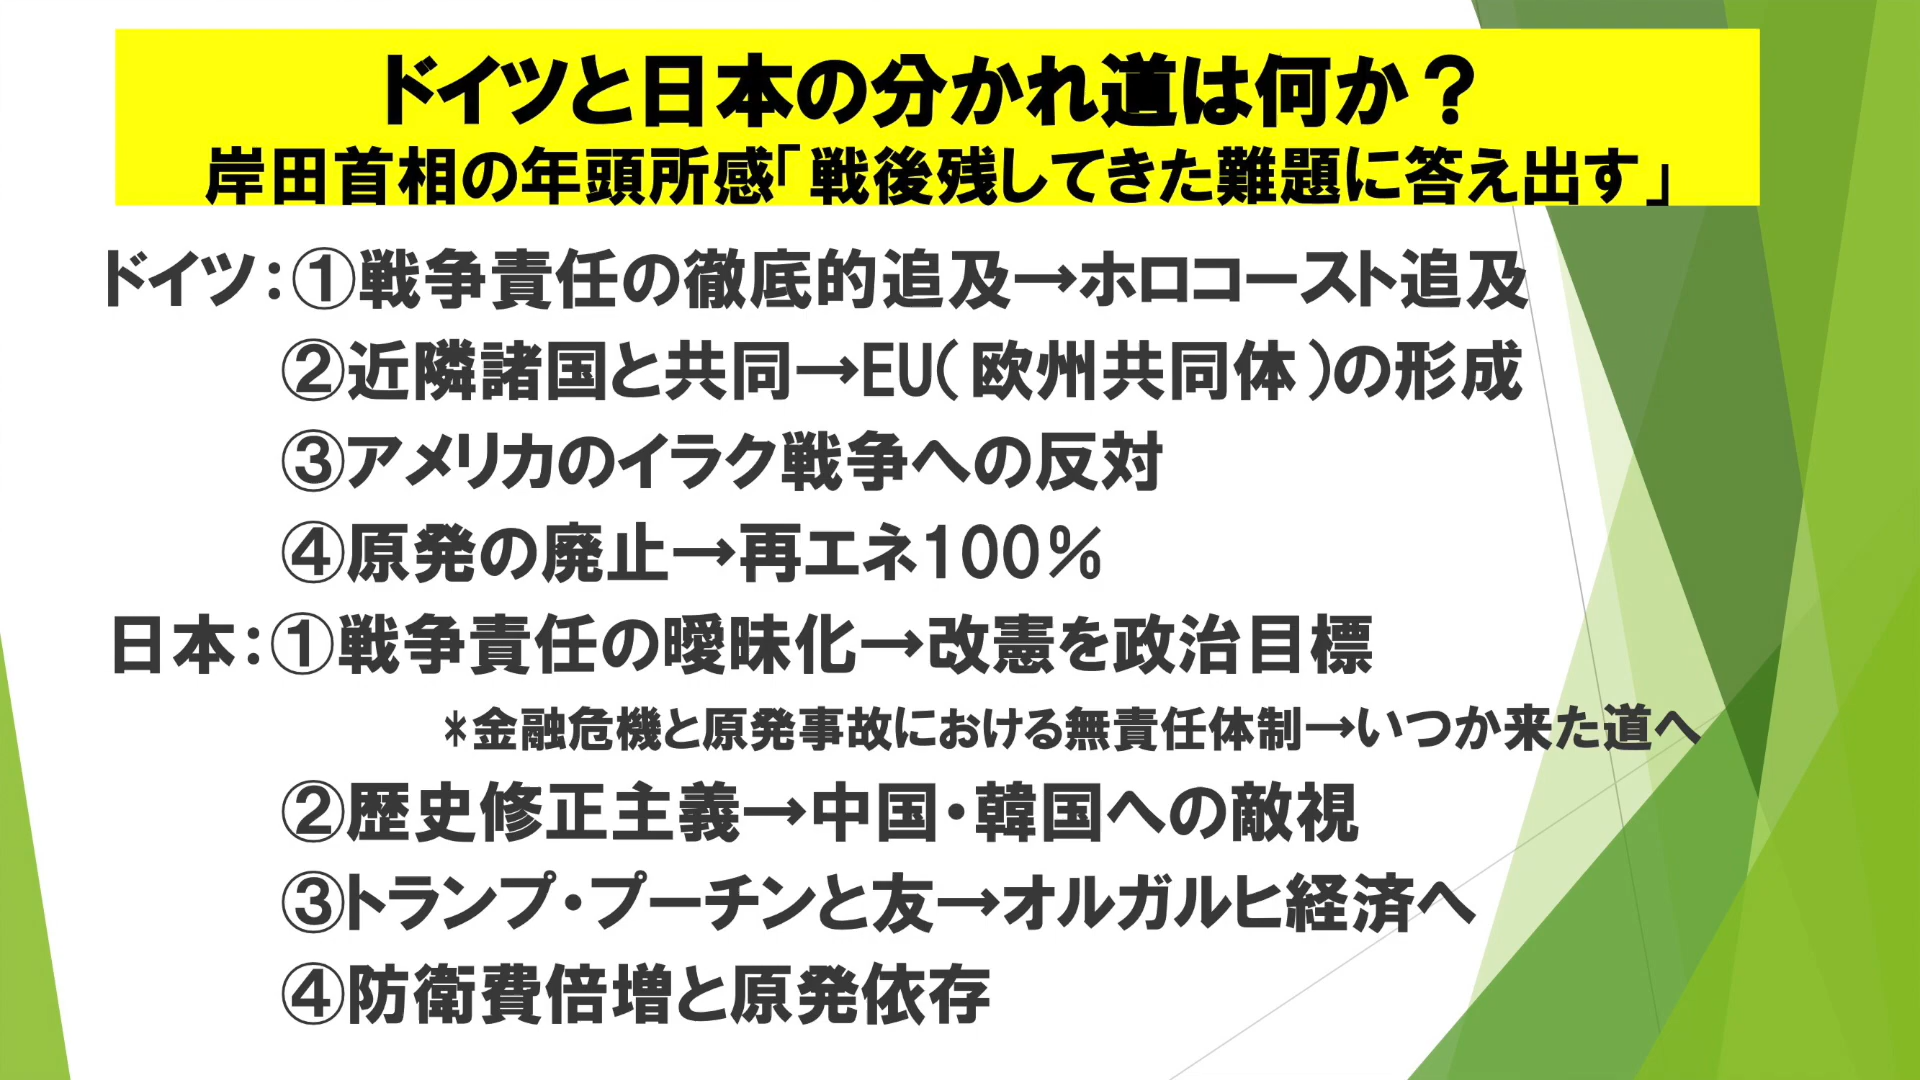 ドイツと日本の分かれ道は何か？
岸田首相の年頭所感「戦後残してきた難題に答え出す」
ドイツ：①戦争責任の徹底的追及→ホロコースト追及
②近隣諸国と共同→EU（欧州共同体）の形成
③アメリカのイラク戦争への反対
④原発の廃止→再エネ100％
日本：①戦争責任の曖昧化→改憲を政治目標
*金融危機と原発事故における無責任体制→いつか来た道へ
②歴史修正主義→中国・韓国への敵視
③トランプ・プーチンと友→オルガルヒ経済へ
④防衛費倍増と原発依存